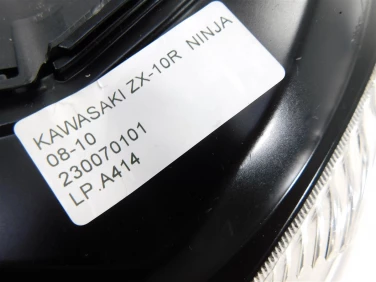 KAWASAKI ZX-10R NINJA
08-10
230070101
LP .A414